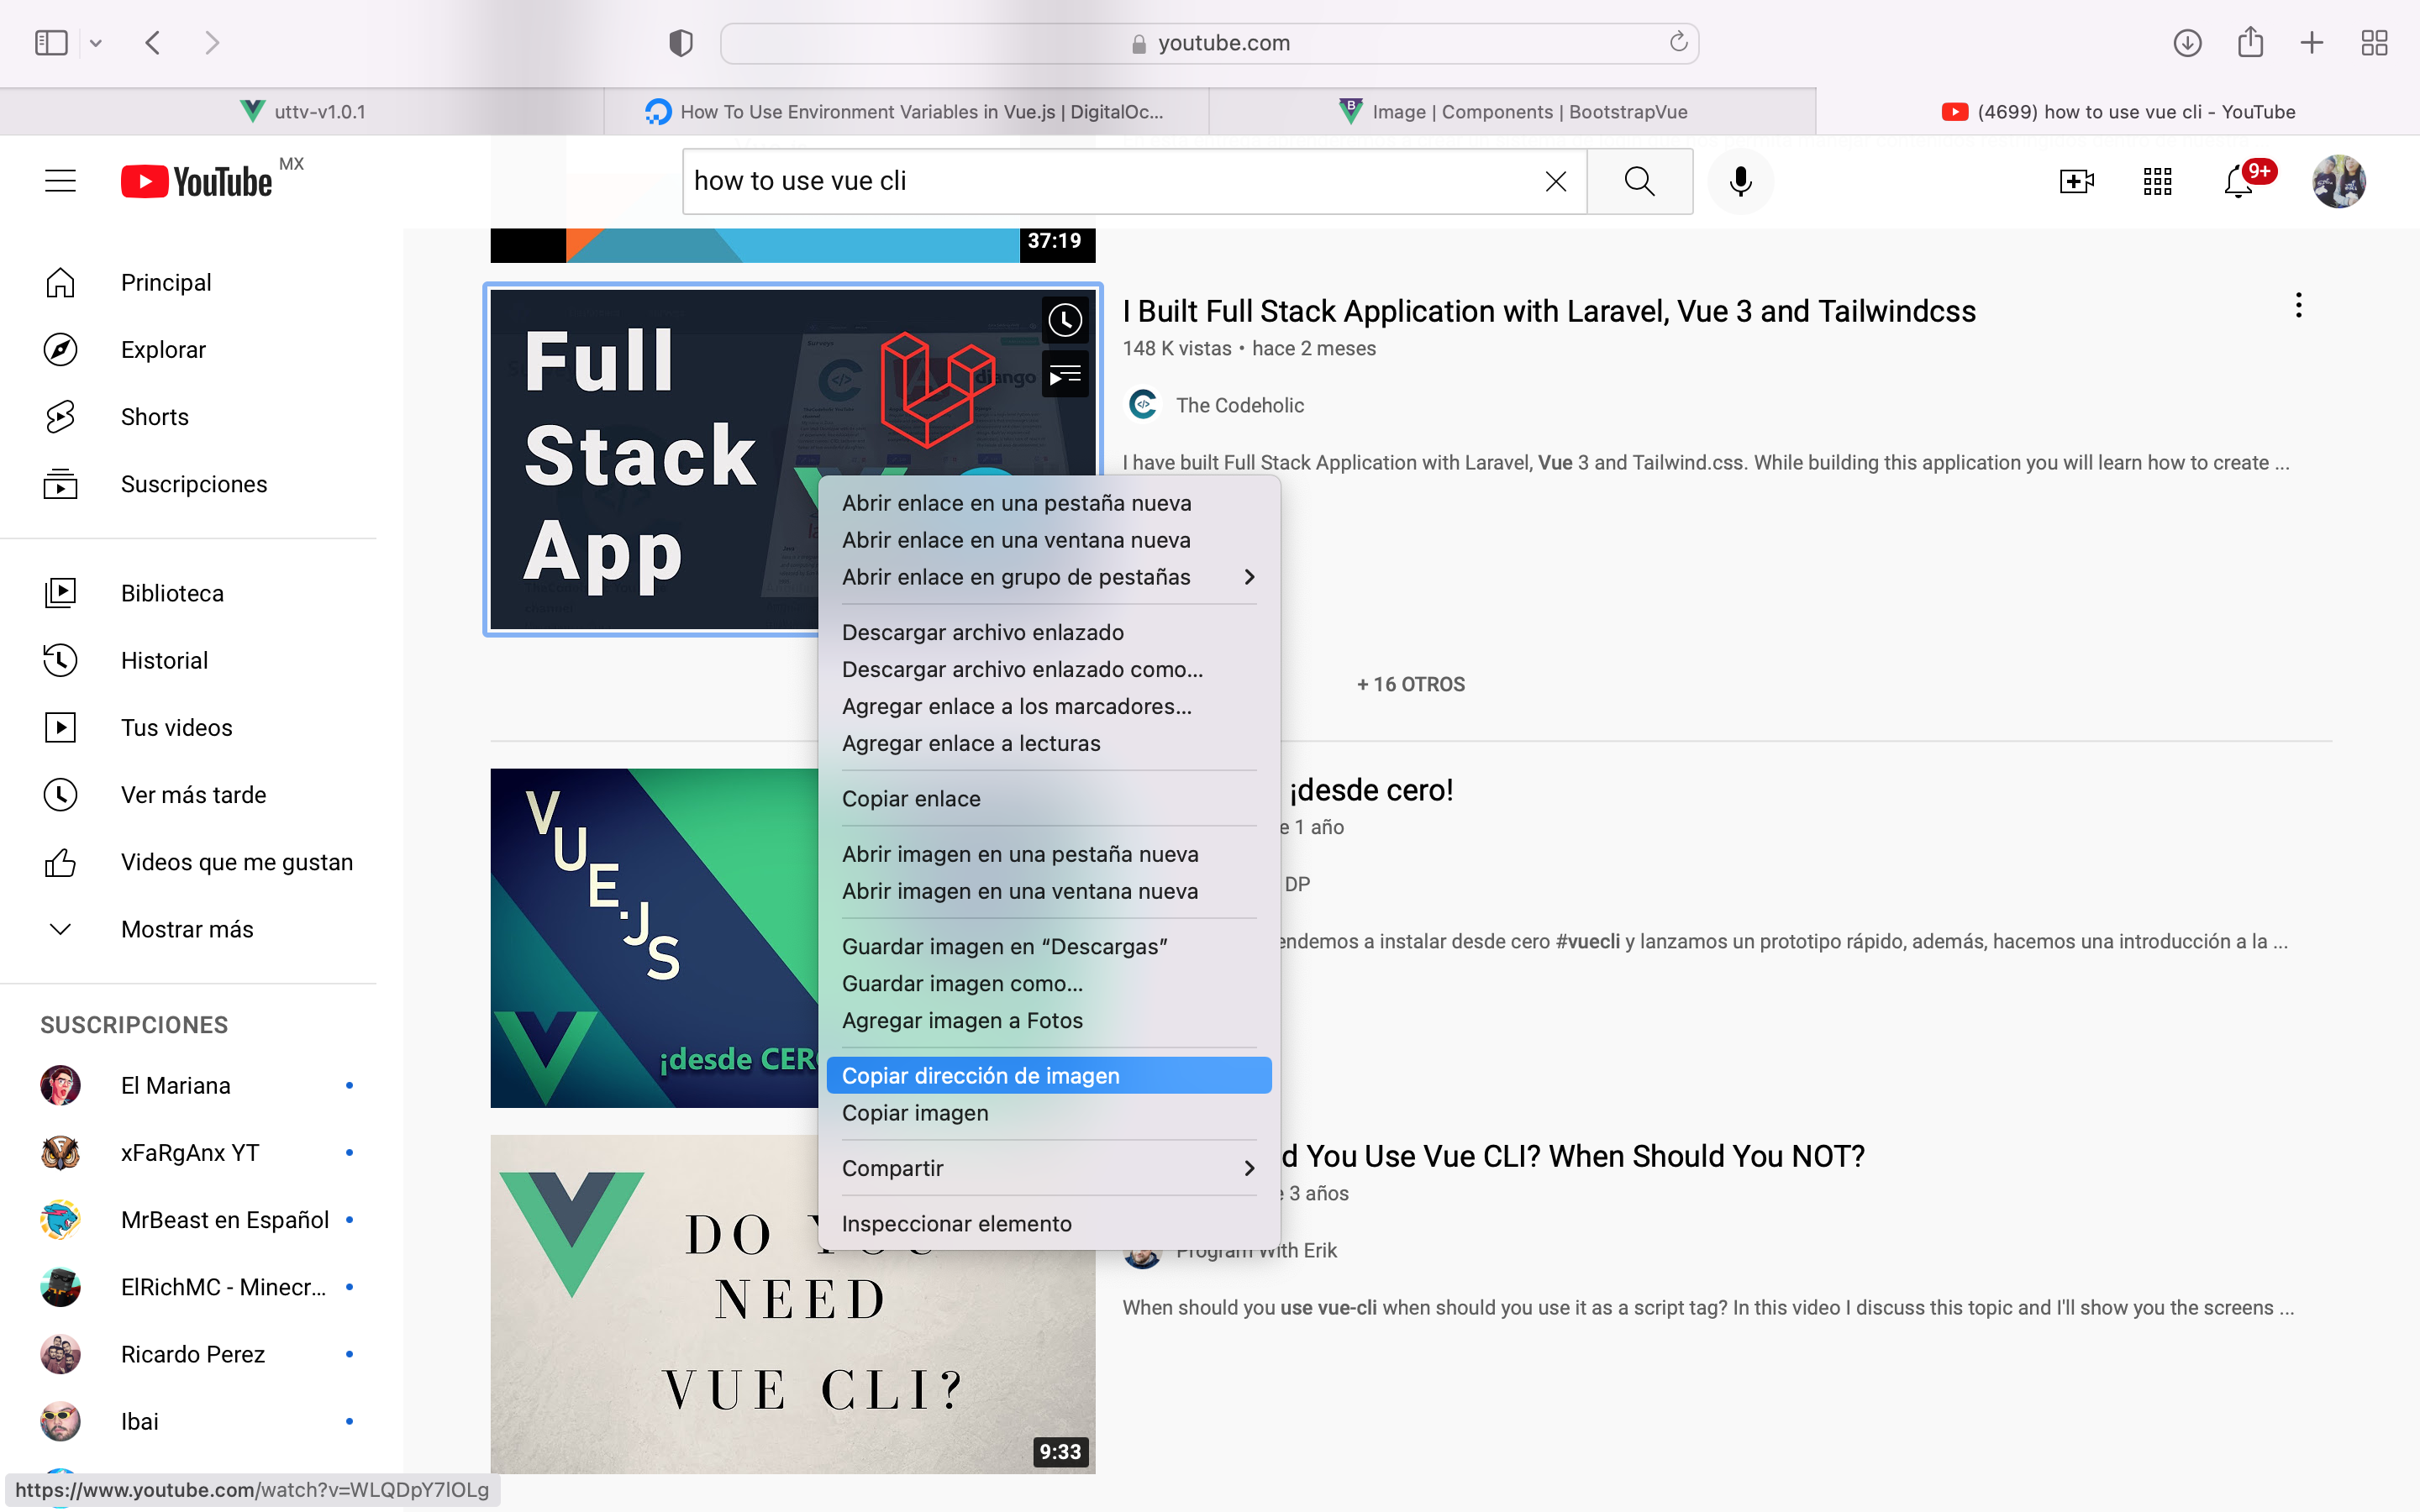 youtube.com
uttv-v1.0.1
How To Use Environment Variables in Vue.js | DigitalOc...
Image | Components | BootstrapVue
(4699) how to use vue cli - YouTube
YouTube MX
how to use vue cli
9+
Principal
Explorar
Shorts
Suscripciones
Biblioteca
Historial
Tus videos
Ver más tarde
Videos que me gustan
Mostrar más
SUSCRIPCIONES
El Mariana
xFaRgAnx YT
MrBeast en Español
ElRichMC - Minecr...
Ricardo Perez
Ibai
37:19
Full
Stack
App
I Built Full Stack Application with Laravel, Vue 3 and Tailwindcss
148 K vistas • hace 2 meses
The Codeholic
I have built Full Stack Application with Laravel, Vue 3 and Tailwind.css. While building this application you will learn how to create ...
Abrir enlace en una pestaña nueva
Abrir enlace en una ventana nueva
Abrir enlace en grupo de pestañas
Descargar archivo enlazado
Descargar archivo enlazado como...
Agregar enlace a los marcadores...
Agregar enlace a lecturas
Copiar enlace
Abrir imagen en una pestaña nueva
Abrir imagen en una ventana nueva
Guardar imagen en “Descargas”
Guardar imagen como...
Agregar imagen a Fotos
Copiar dirección de imagen
Copiar imagen
Compartir
Inspeccionar elemento
+ 16 OTROS
VUE.JS
¡desde CER
¡desde cero!
e 1 año
DP
endemos a instalar desde cero #vuecli y lanzamos un prototipo rápido, además, hacemos una introducción a la ...
DO
NEED
VUE CLI?
9:33
d You Use Vue CLI? When Should You NOT?
e 3 años
Program With Erik
When should you use vue-cli when should you use it as a script tag? In this video I discuss this topic and I'll show you the screens ...
https://www.youtube.com/watch?v=WLQDpY7lOLg